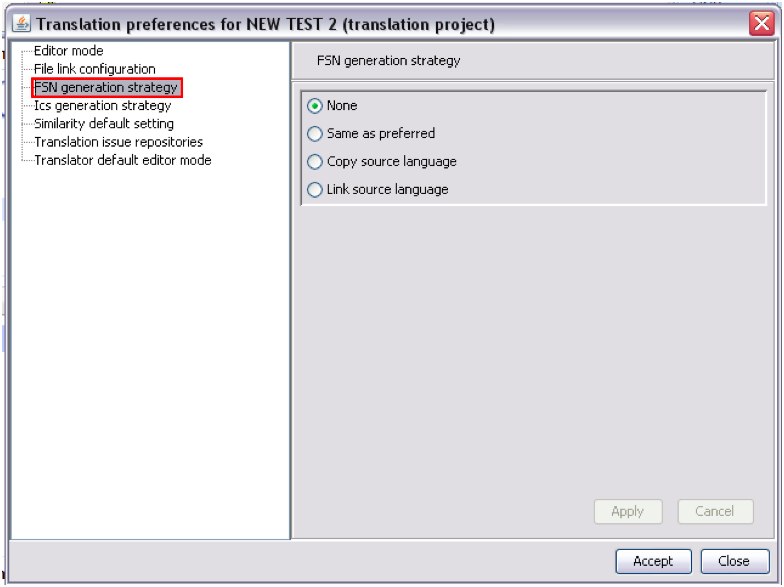 Translation preferences for NEW TEST 2 (translation project)
Editor mode
File link configuration
FSN generation strategy
Ics generation strategy
Similarity default setting
Translation issue repositories
Translator default editor mode
FSN generation strategy
None
Same as preferred
Copy source language
Link source language
Apply
Cancel
Accept
Close